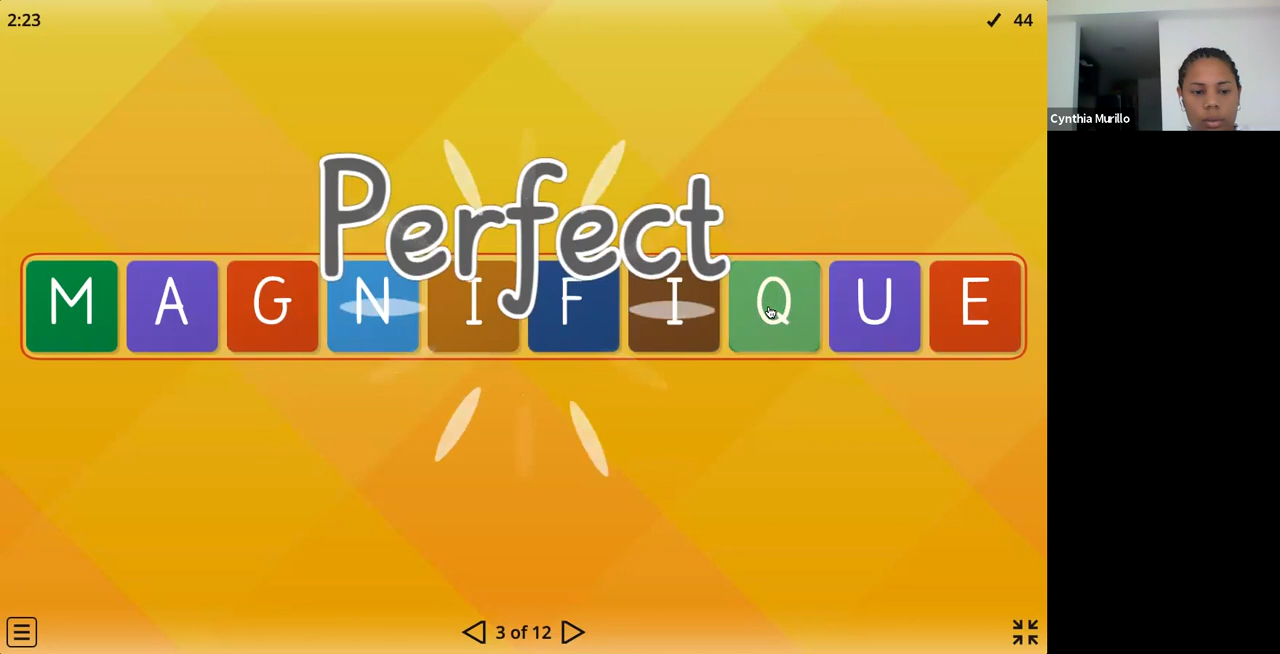 2:23
✓ 44
Cynthia Murillo
Perfect
M A G N I F I Q U E
3 of 12